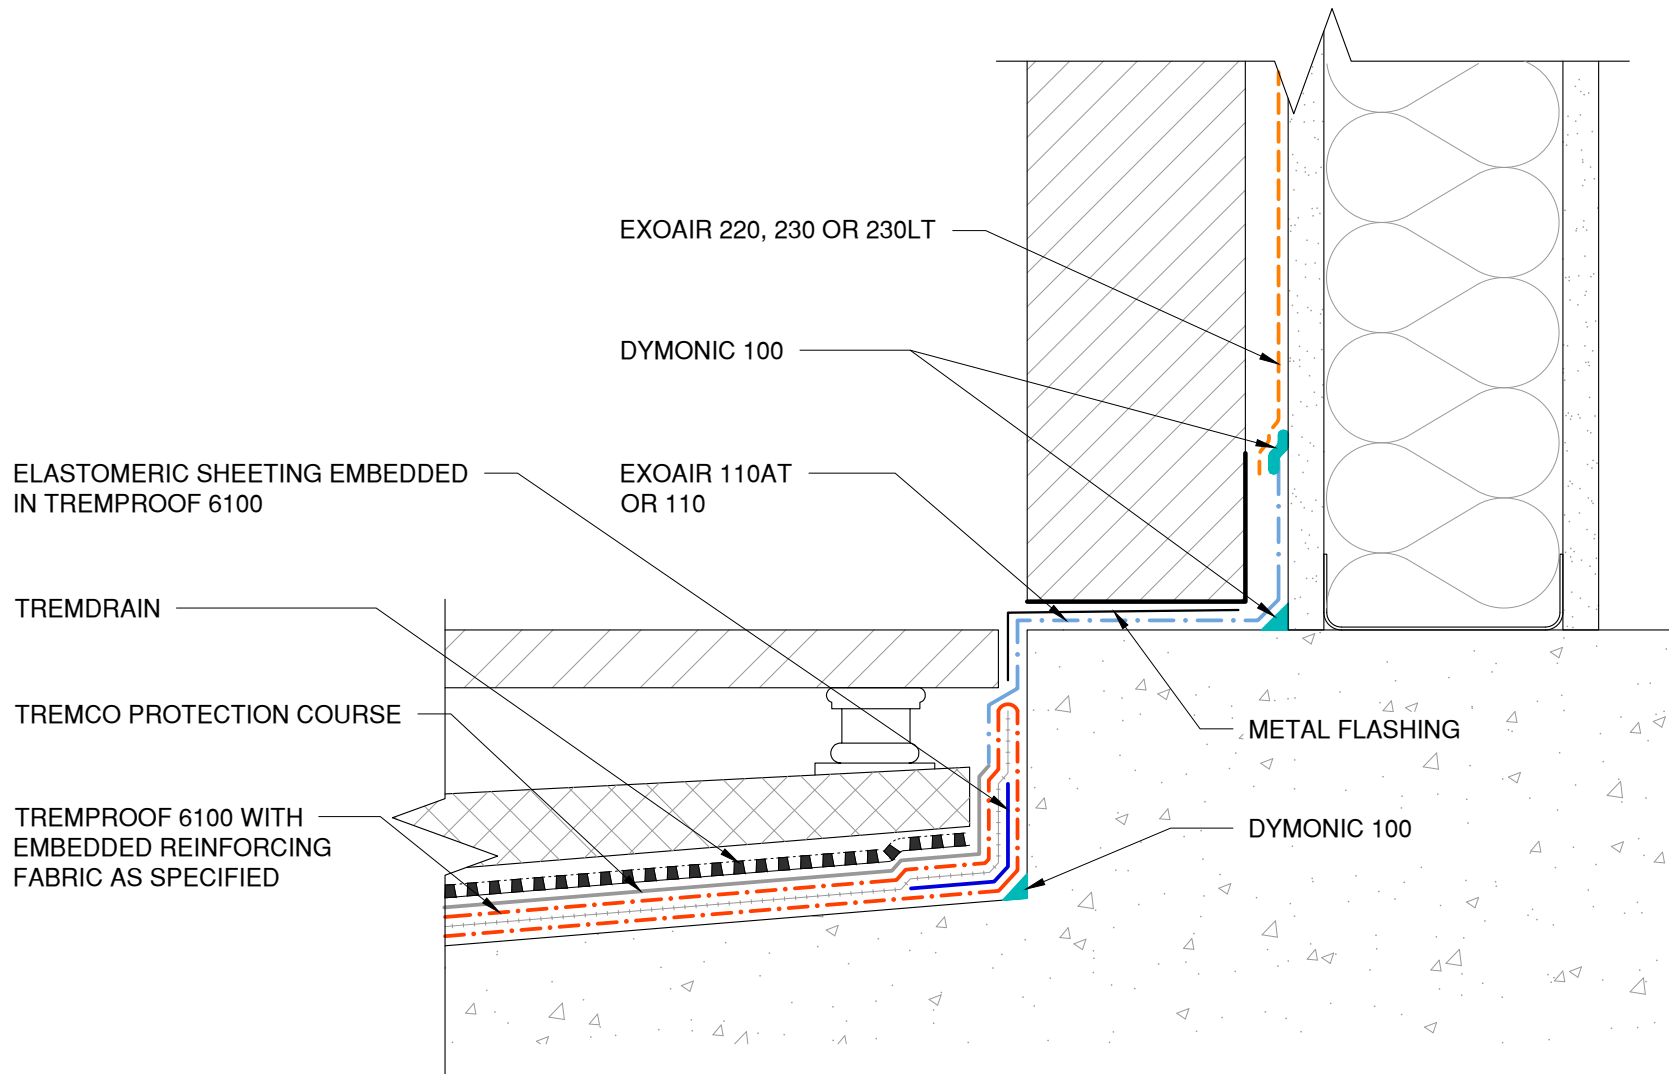 EXOAIR 220, 230 OR 230LT
DYMONIC 100
ELASTOMERIC SHEETING EMBEDDED
IN TREMPROOF 6100
EXOAIR 110AT
OR 110
TREMDRAIN
TREMCO PROTECTION COURSE
METAL FLASHING
TREMPROOF 6100 WITH
EMBEDDED REINFORCING
FABRIC AS SPECIFIED
DYMONIC 100